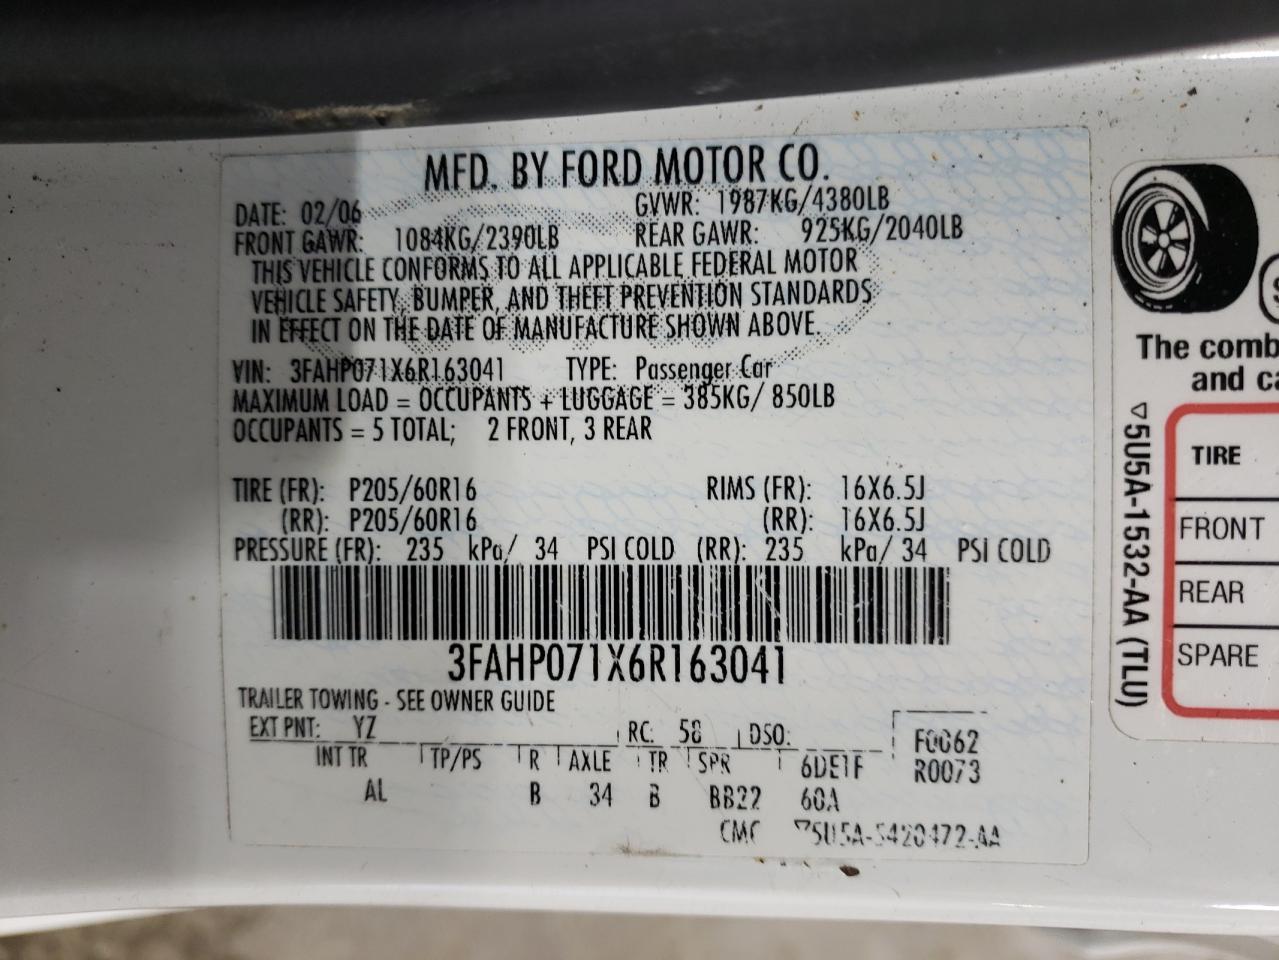 MFD. BY FORD MOTOR CO.
DATE: 02/06 GVWR: 1987KG/4380LB
FRONT GAWR: 1084KG/2390LB REAR GAWR: 925KG/2040LB
THIS VEHICLE CONFORMS TO ALL APPLICABLE FEDERAL MOTOR
VEHICLE SAFETY, BUMPER, AND THEFT PREVENTION STANDARDS
IN EFFECT ON THE DATE OF MANUFACTURE SHOWN ABOVE.
VIN: 3FAHP071X6R163041 TYPE: Passenger Car
MAXIMUM LOAD = OCCUPANTS + LUGGAGE = 385KG/ 850LB
OCCUPANTS = 5 TOTAL; 2 FRONT, 3 REAR
TIRE (FR): P205/60R16 RIMS (FR): 16X6.5J
(RR): P205/60R16 (RR): 16X6.5J
PRESSURE (FR): 235 kPa/ 34 PSI COLD (RR): 235 kPa/ 34 PSI COLD
3FAHP071X6R163041
TRAILER TOWING - SEE OWNER GUIDE
EXT PNT: YZ RC: 58 DSO: F0062
INT TR TP/PS R AXLE TR SPR 6DE1F R0073
AL B 34 B BB22 60A
▽5U5A-5420472-AA
The comb
and ca
▽5U5A-1532-AA (TLU)
TIRE
FRONT
REAR
SPARE